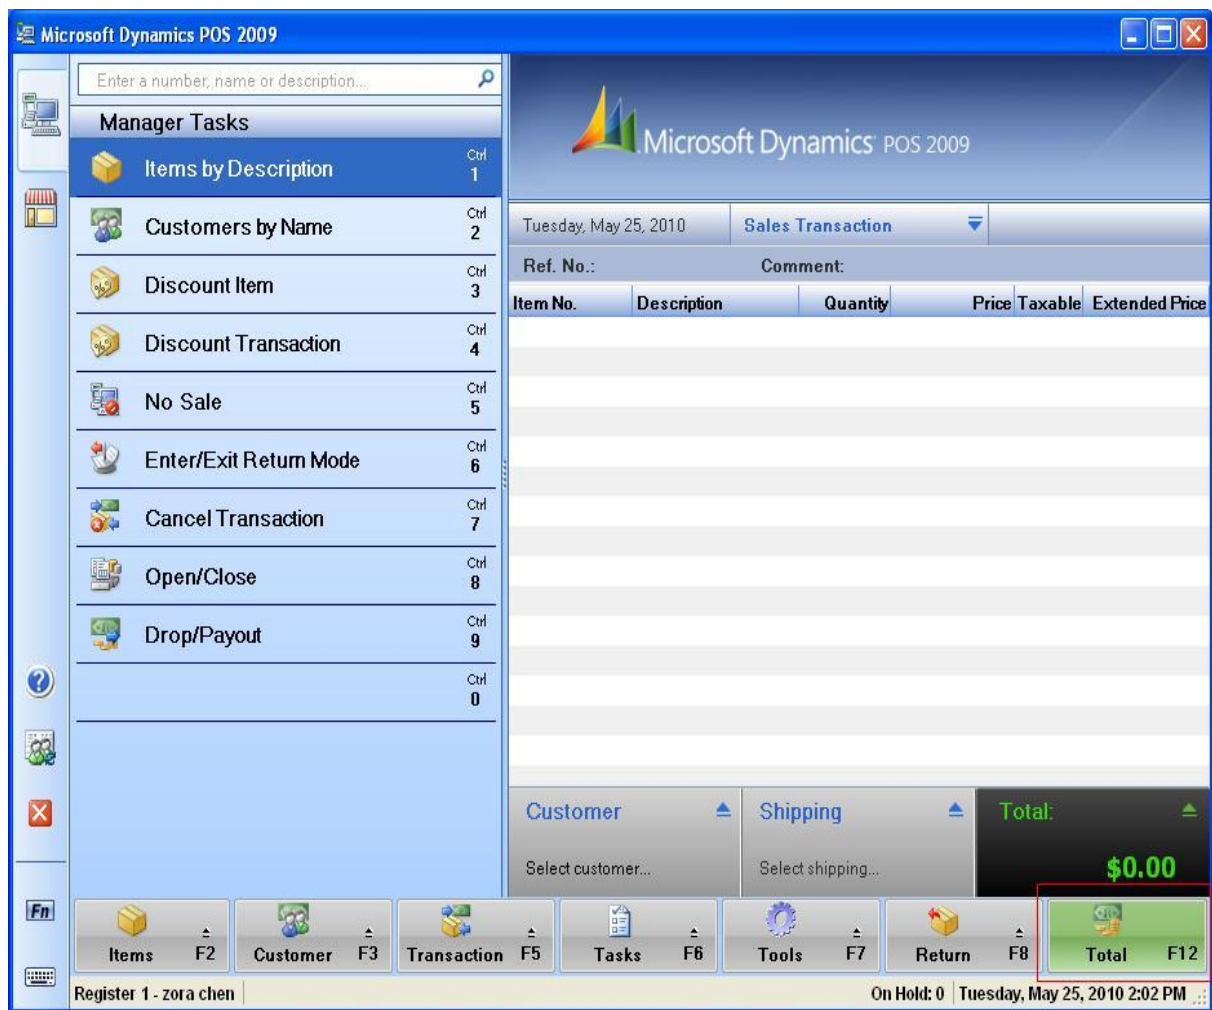 Microsoft Dynamics POS 2009
Enter a number, name or description...
Manager Tasks
Items by Description Ctrl 1
Customers by Name Ctrl 2
Discount Item Ctrl 3
Discount Transaction Ctrl 4
No Sale Ctrl 5
Enter/Exit Return Mode Ctrl 6
Cancel Transaction Ctrl 7
Open/Close Ctrl 8
Drop/Payout Ctrl 9
Ctrl 0
Microsoft Dynamics POS 2009
Tuesday, May 25, 2010 Sales Transaction
Ref. No.: Comment:
Item No. Description Quantity Price Taxable Extended Price
Customer Shipping Total:
Select customer... Select shipping... $0.00
Fn
Items F2 Customer F3 Transaction F5 Tasks F6 Tools F7 Return F8 Total F12
Register 1 - zora chen On Hold: 0 Tuesday, May 25, 2010 2:02 PM